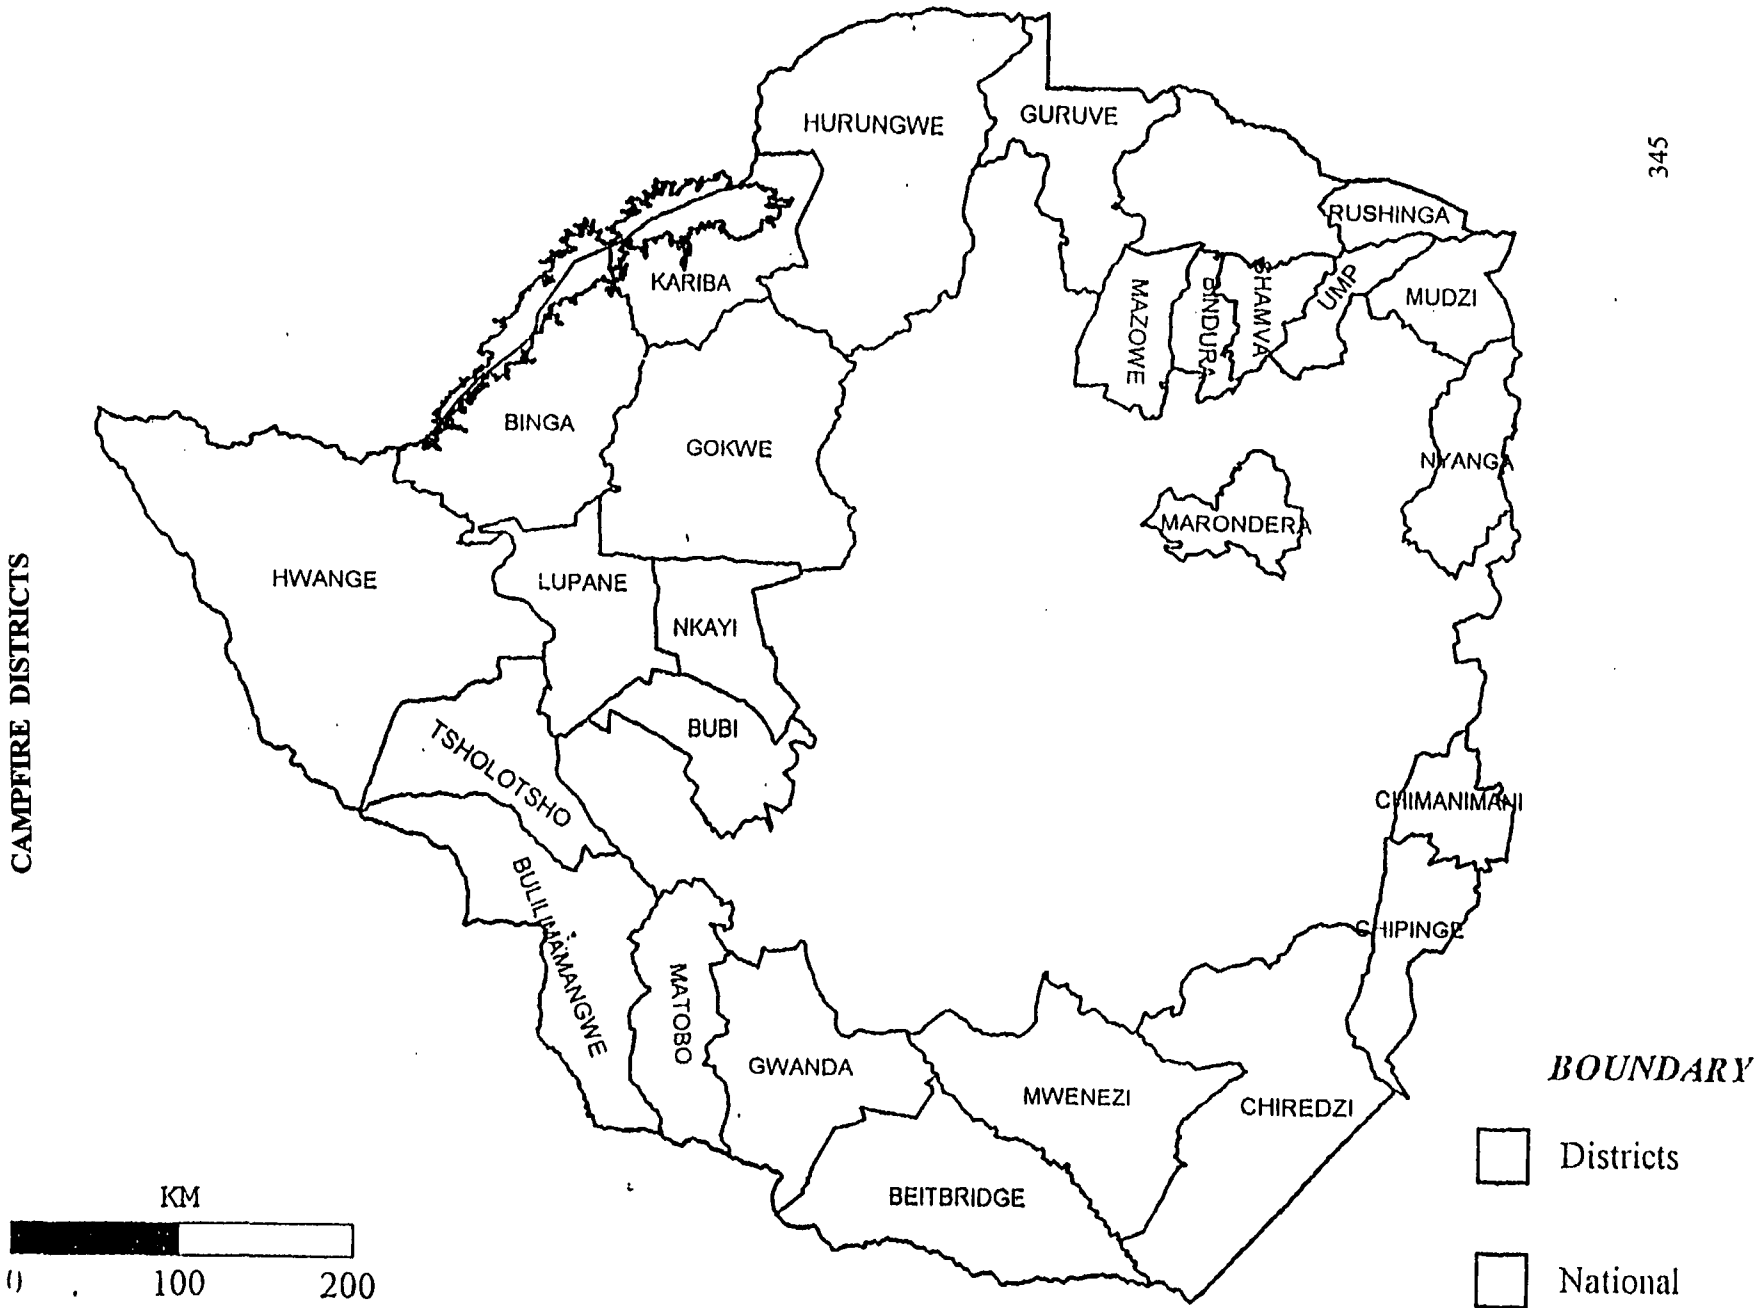 CAMPFIRE DISTRICTS
345
HURUNGWE
GURUVE
RUSHINGA
KARIBA
MAZOWE
BINDURA
SHAMVA
UMP
MUDZI
BINGA
GOKWE
NYANGA
MARONDERA
HWANGE
LUPANE
NKAYI
BUBI
TSHOLOTSHO
CHIMANIMANI
BULILIMAMANGWE
CHIPINGE
MATOBO
GWANDA
MWENEZI
CHIREDZI
BEITBRIDGE
BOUNDARY
Districts
National
KM
0 100 200